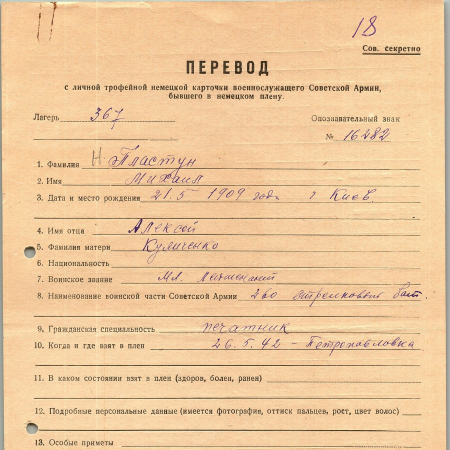 18
Сов. секретно
ПЕРЕВОД
с личной трофейной немецкой карточки военнослужащего Советской Армии,
бывшего в немецком плену.
Лагерь 367 Опознавательный знак
№ 16282
1. Фамилия Н. Пластун
2. Имя Михаил
3. Дата и место рождения 21.5 1909 года г Киев.
4. Имя отца Алексей
5. Фамилия матери Куличенко
6. Национальность
7. Воинское звание Мл. Лейтенант
8. Наименование воинской части Советской Армии 260 стрелковый бат.
9. Гражданская специальность печатник
10. Когда и где взят в плен 26.5.42 – Петропавловка
11. В каком состоянии взят в плен (здоров, болен, ранен)
12. Подробные персональные данные (имеется фотография, оттиск пальцев, рост, цвет волос)
13. Особые приметы